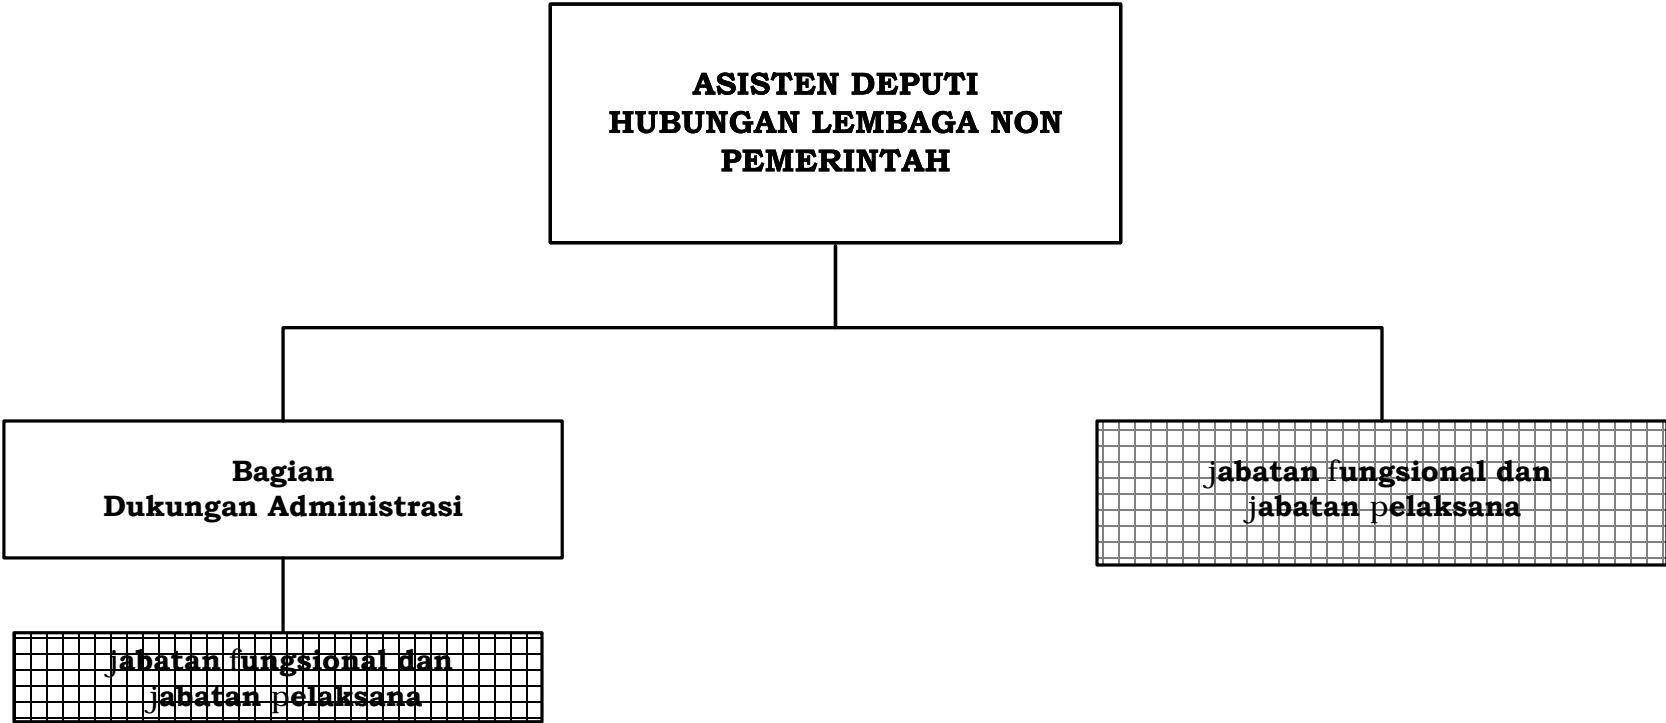 ASISTEN DEPUTI
HUBUNGAN LEMBAGA NON
PEMERINTAH
Bagian
Dukungan Administrasi
jabatan fungsional dan
jabatan pelaksana
jabatan fungsional dan
jabatan pelaksana